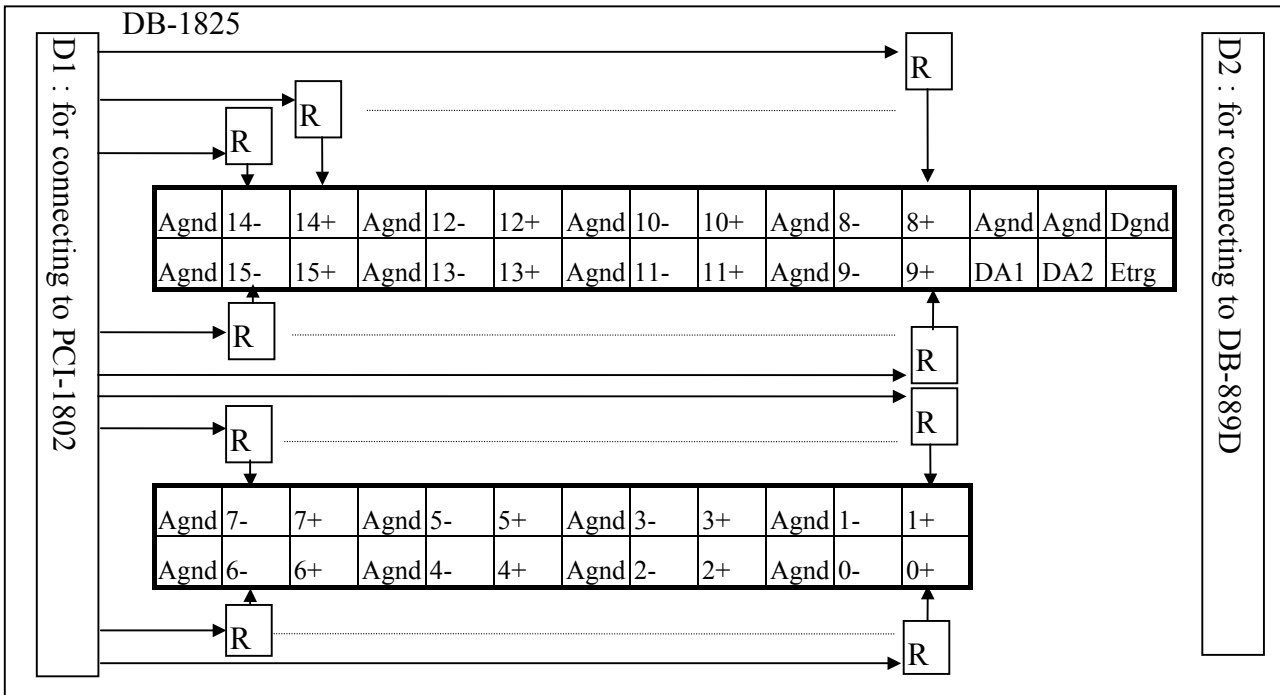 DB-1825
D1 : for connecting to PCI-1802
D2 : for connecting to DB-889D
R
R
R
Agnd 14- 14+ Agnd 12- 12+ Agnd 10- 10+ Agnd 8- 8+ Agnd Agnd Dgnd
Agnd 15- 15+ Agnd 13- 13+ Agnd 11- 11+ Agnd 9- 9+ DA1 DA2 Etrg
R
R
R
R
Agnd 7- 7+ Agnd 5- 5+ Agnd 3- 3+ Agnd 1- 1+
Agnd 6- 6+ Agnd 4- 4+ Agnd 2- 2+ Agnd 0- 0+
R
R